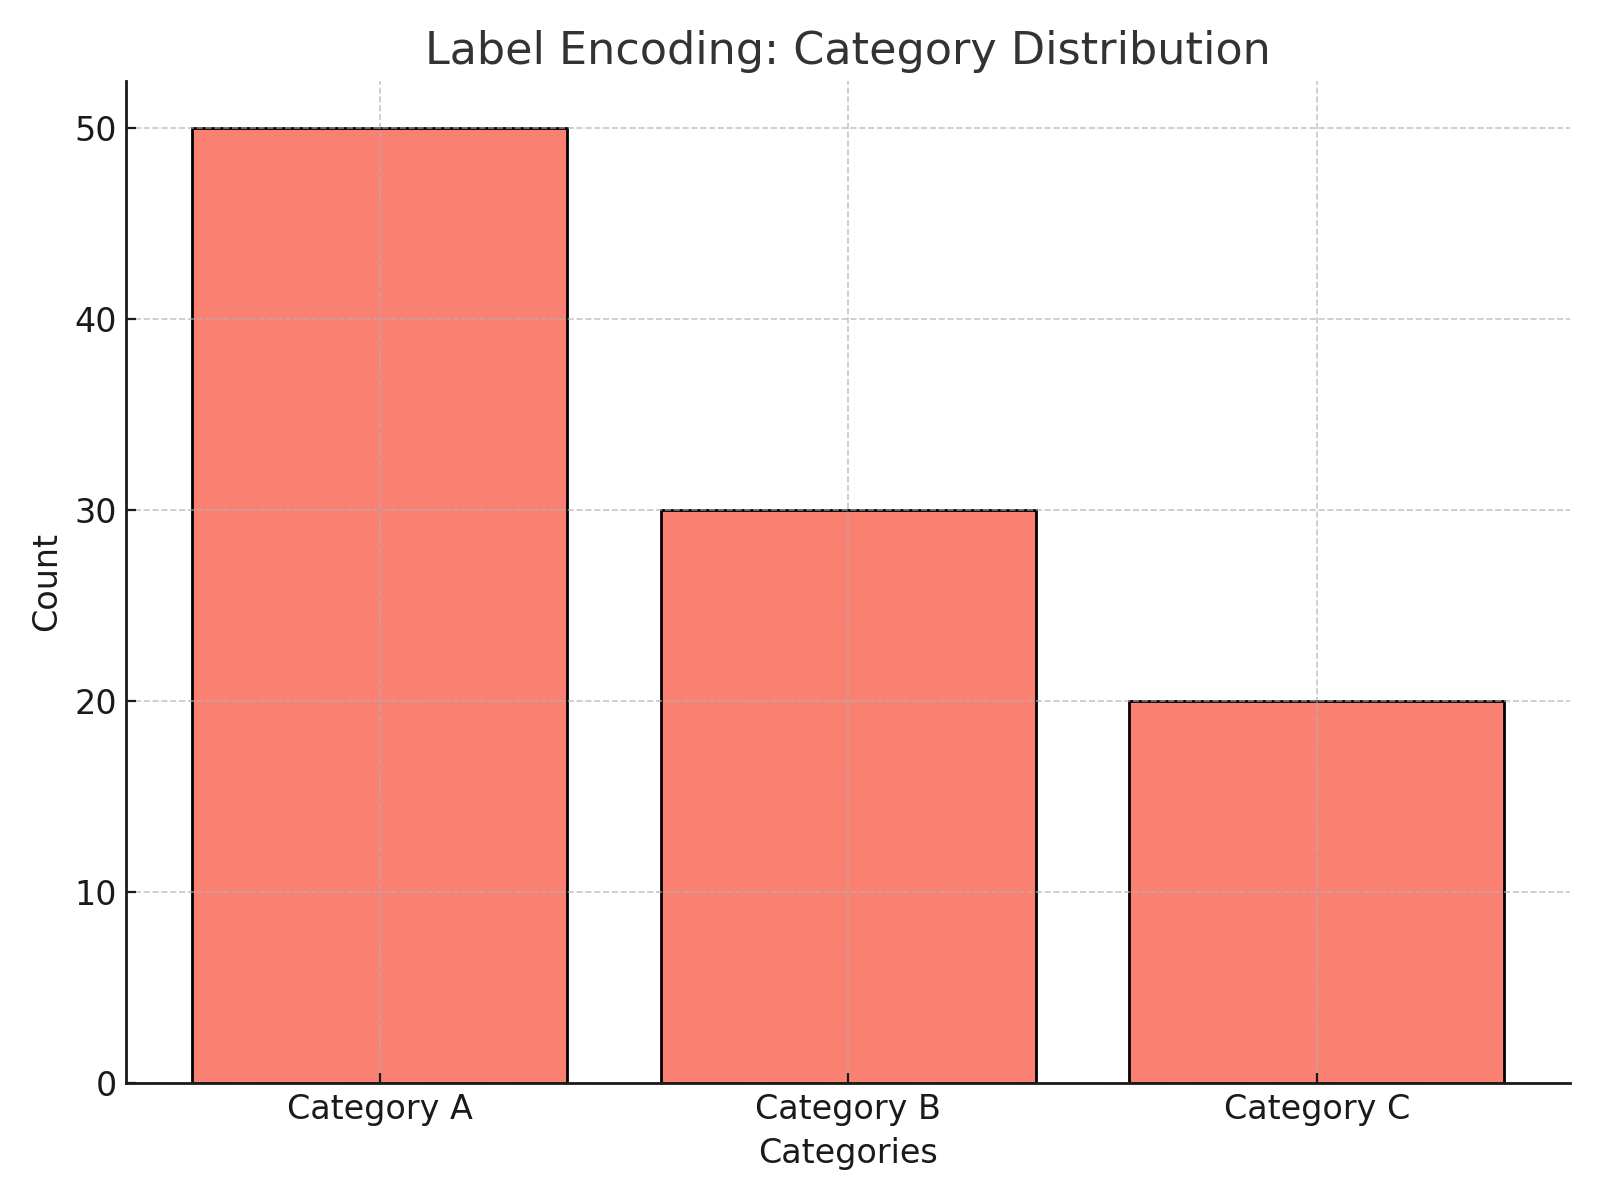 Label Encoding: Category Distribution
50
40
30
20
10
0
Count
Category A
Category B
Category C
Categories